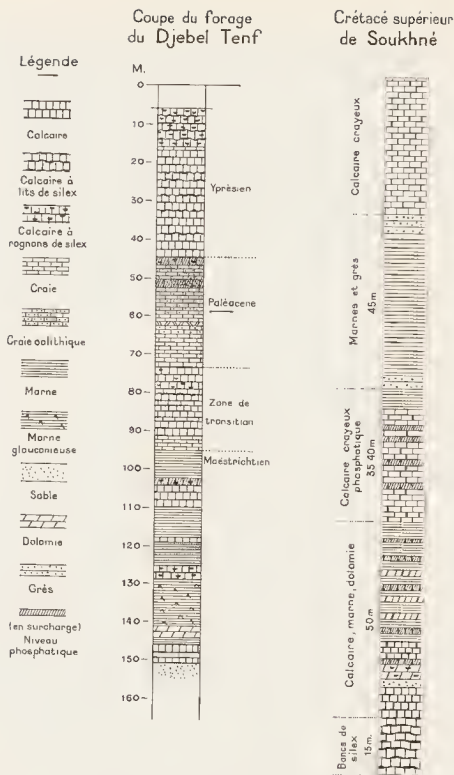 Légende
Calcaire
Calcaire à
lits de silex
Calcaire à
rognons de silex
Craie
Craie oolithique
Marne
Marne
glauconieuse
Sable
Dolomie
Grès
(en surcharge)
Niveau
phosphatique
Coupe du forage
du Djebel Tenf
M.
0
10
20
30
40
50
60
70
80
90
100
110
120
130
140
150
160
Yprésien
Paléocène
Zone de
transition
Maëstrichtien
Crétacé supérieur
de Soukhné
Calcaire crayeux
Marnes et grès
45m
Calcaire crayeux
phosphatique
35 40m
Calcaire, marne, dolomie
50m
Bancs de
silex
15m.